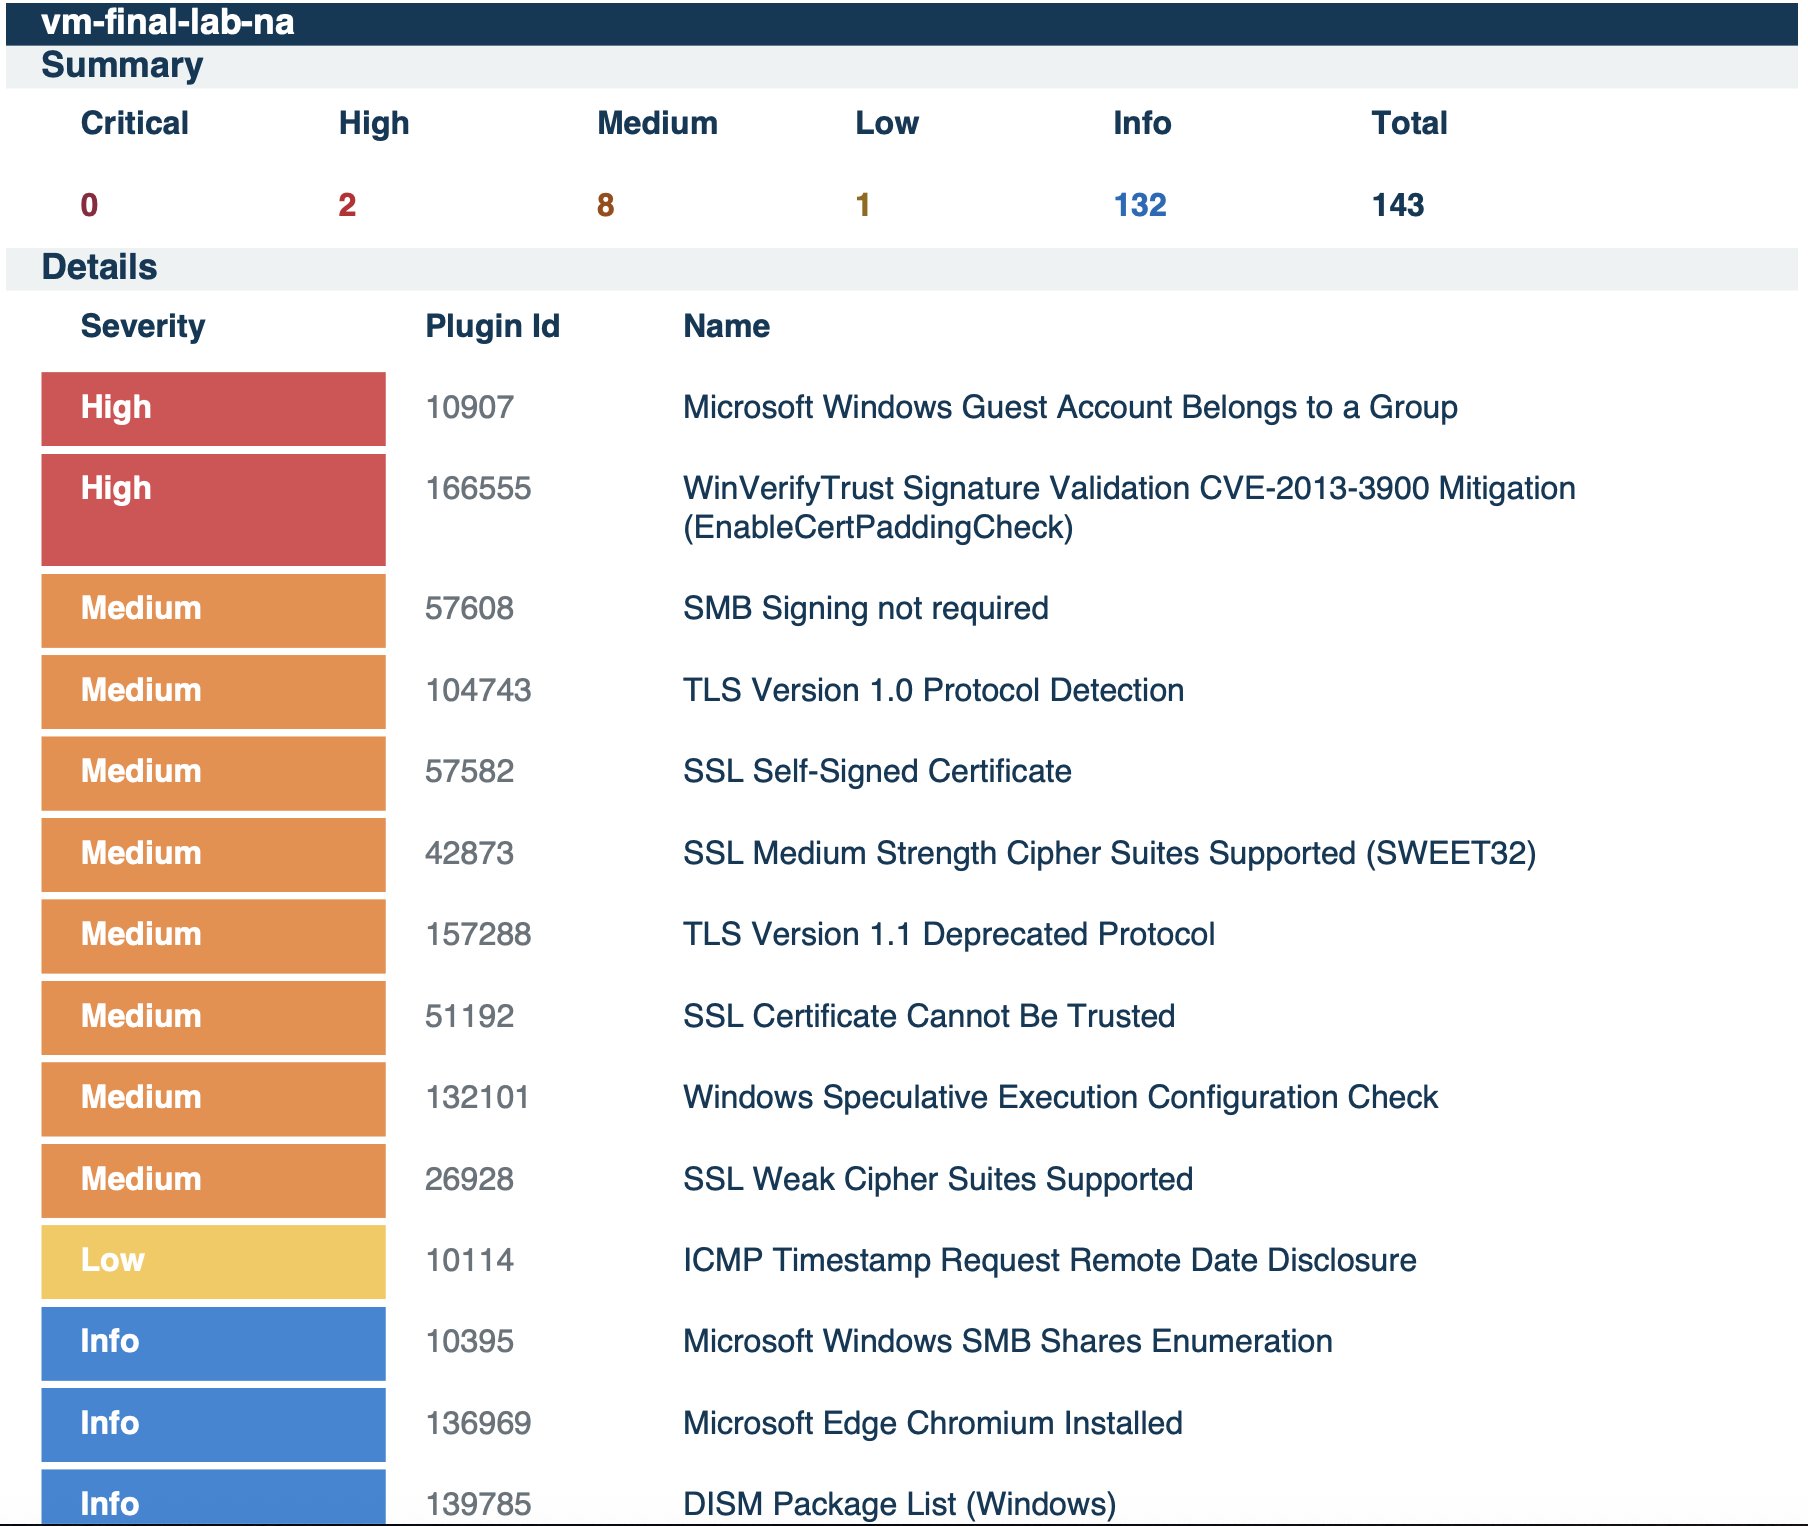 vm-final-lab-na
Summary
Critical High Medium Low Info Total
0 2 8 1 132 143
Details
Severity Plugin Id Name
High 10907 Microsoft Windows Guest Account Belongs to a Group
High 166555 WinVerifyTrust Signature Validation CVE-2013-3900 Mitigation
(EnableCertPaddingCheck)
Medium 57608 SMB Signing not required
Medium 104743 TLS Version 1.0 Protocol Detection
Medium 57582 SSL Self-Signed Certificate
Medium 42873 SSL Medium Strength Cipher Suites Supported (SWEET32)
Medium 157288 TLS Version 1.1 Deprecated Protocol
Medium 51192 SSL Certificate Cannot Be Trusted
Medium 132101 Windows Speculative Execution Configuration Check
Medium 26928 SSL Weak Cipher Suites Supported
Low 10114 ICMP Timestamp Request Remote Date Disclosure
Info 10395 Microsoft Windows SMB Shares Enumeration
Info 136969 Microsoft Edge Chromium Installed
Info 139785 DISM Package List (Windows)